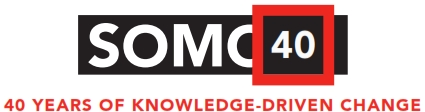 SOMO 40
40 YEARS OF KNOWLEDGE-DRIVEN CHANGE